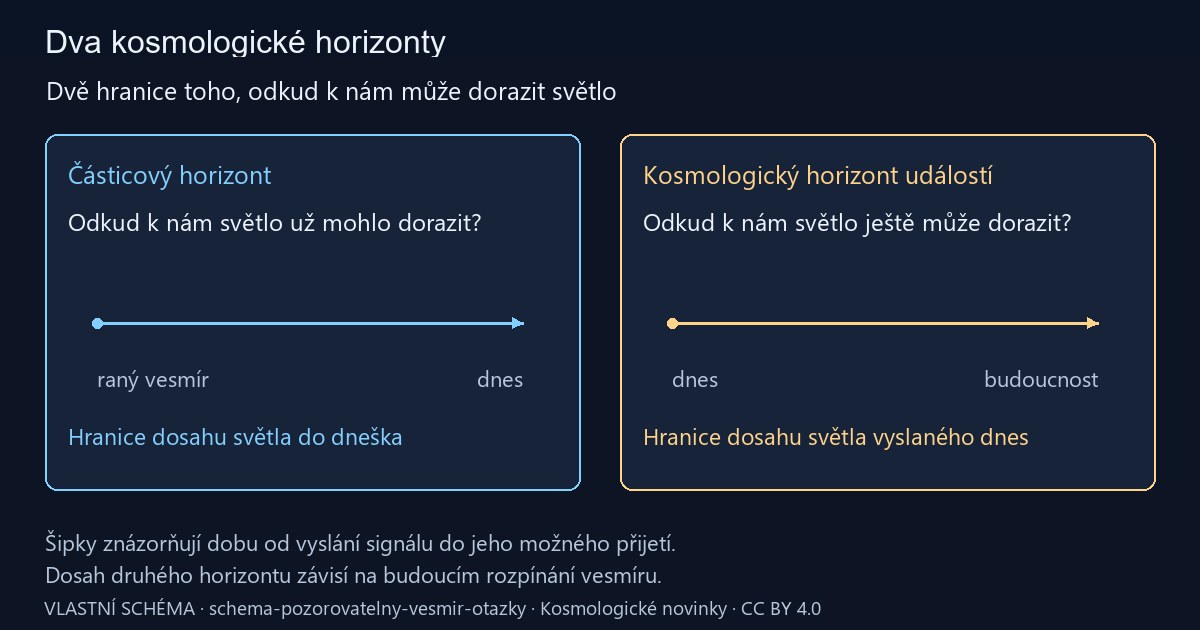 Dva kosmologické horizonty
Dvě hranice toho, odkud k nám může dorazit světlo
Částicový horizont
Odkud k nám světlo už mohlo dorazit?
raný vesmír
dnes
Hranice dosahu světla do dneška
Kosmologický horizont událostí
Odkud k nám světlo ještě může dorazit?
dnes
budoucnost
Hranice dosahu světla vyslaného dnes
Šipky znázorňují dobu od vyslání signálu do jeho možného přijetí.
Dosah druhého horizontu závisí na budoucím rozpínání vesmíru.
VLASTNÍ SCHÉMA · schema-pozorovatelny-vesmir-otazky · Kosmologické novinky · CC BY 4.0